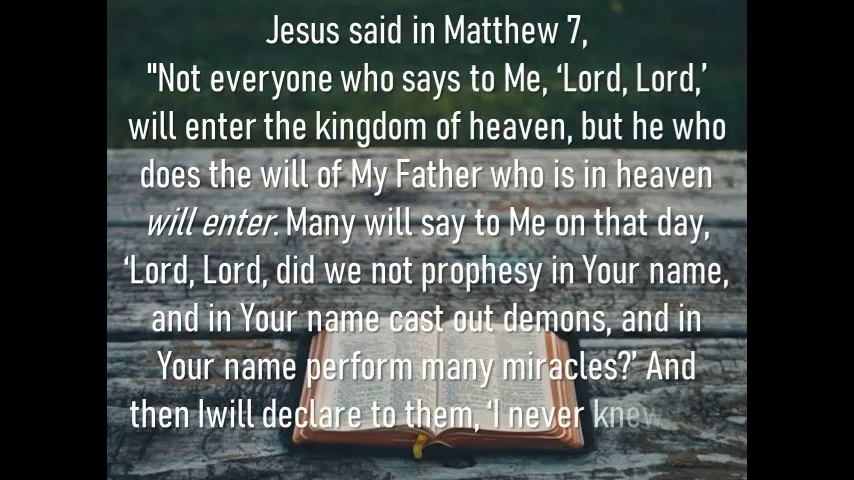 Jesus said in Matthew 7,
"Not everyone who says to Me, ‘Lord, Lord,’
will enter the kingdom of heaven, but he who
does the will of My Father who is in heaven
will enter. Many will say to Me on that day,
‘Lord, Lord, did we not prophesy in Your name,
and in Your name cast out demons, and in
Your name perform many miracles?’ And
then Iwill declare to them, ‘I never knew